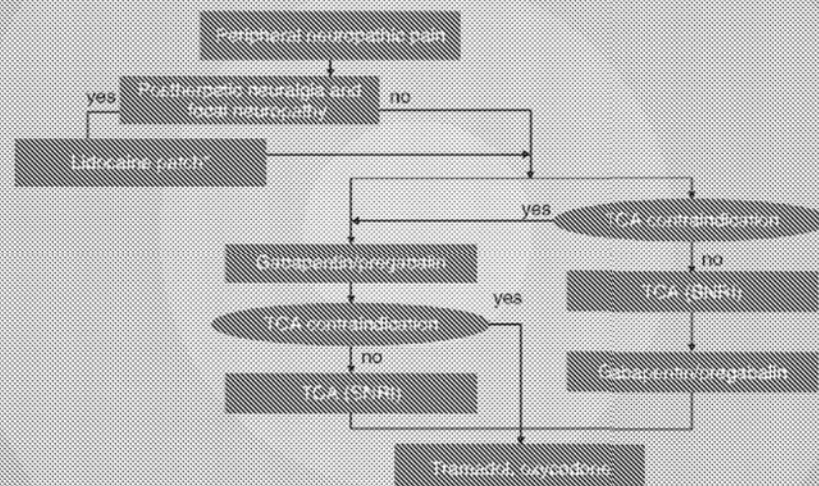 Peripheral neuropathic pain
Postherpetic neuralgia and
focal neuropathy
yes
no
Lidocaine patch*
yes
TCA contraindication
Gabapentin/pregabalin
no
TCA (SNRI)
yes
TCA contraindication
no
Gabapentin/pregabalin
TCA (SNRI)
Tramadol, oxycodone